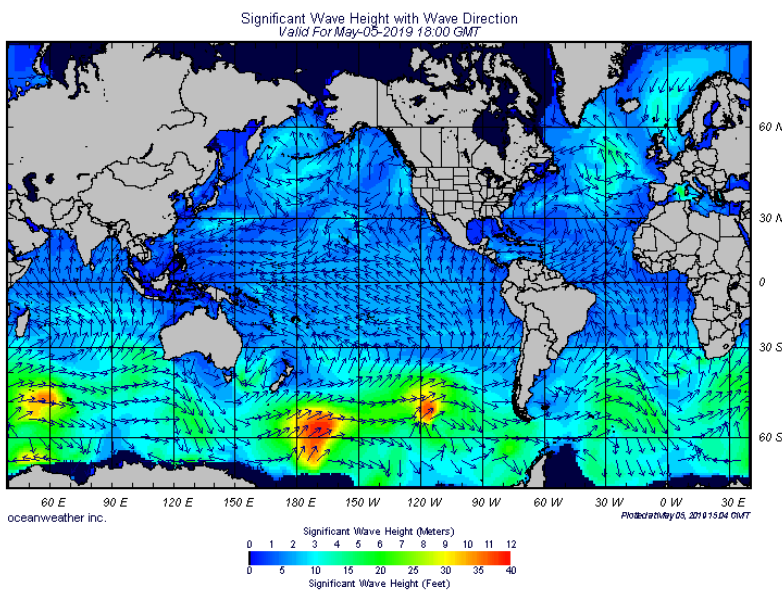 Significant Wave Height with Wave Direction
Valid For May-05-2019 18:00 GMT
60 N
30 N
0
30 S
60 S
60 E 90 E 120 E 150 E 180 E 150 W 120 W 90 W 60 W 30 W 0 W 30 E
oceanweather inc.
Plotted at May 05, 2019 15:04 GMT
Significant Wave Height (Meters)
0 1 2 3 4 5 6 7 8 9 10 11 12
0 5 10 15 20 25 30 35 40
Significant Wave Height (Feet)